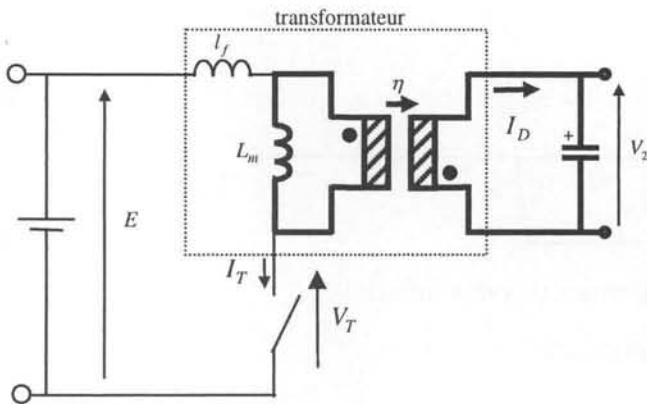 transformateur
l_f
η
I_D
L_m
+
V_2
E
I_T
V_T